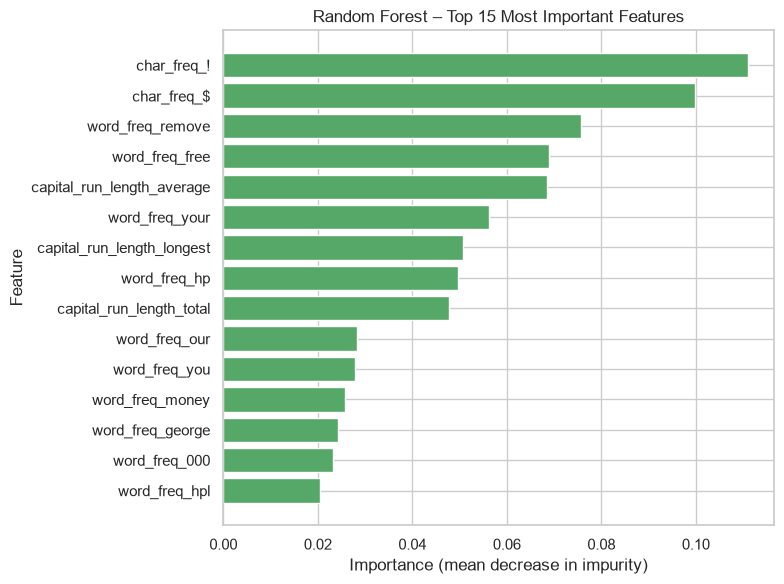 Random Forest – Top 15 Most Important Features
char_freq_!
char_freq_$
word_freq_remove
word_freq_free
capital_run_length_average
word_freq_your
capital_run_length_longest
word_freq_hp
capital_run_length_total
word_freq_our
word_freq_you
word_freq_money
word_freq_george
word_freq_000
word_freq_hpl
Feature
0.00 0.02 0.04 0.06 0.08 0.10
Importance (mean decrease in impurity)